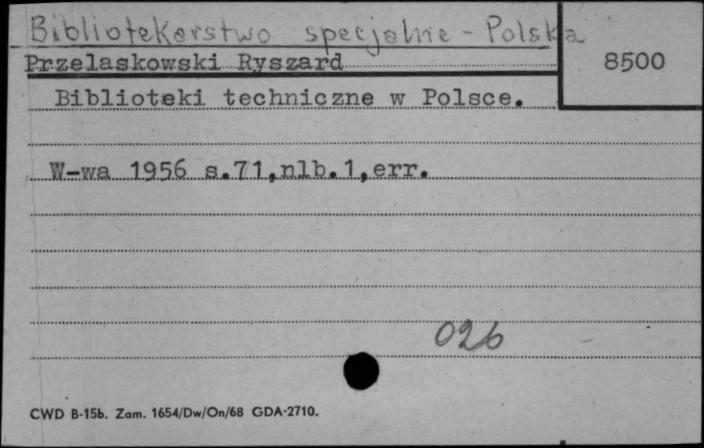 Bibliotekarstwo specjalne - Polska
8500
Przelaskowski Ryszard
Biblioteki techniczne w Polsce.
W-wa 1956 s.71,nlb.1,err.
026
CWD B-15b. Zam. 1654/Dw/On/68 GDA-2710.